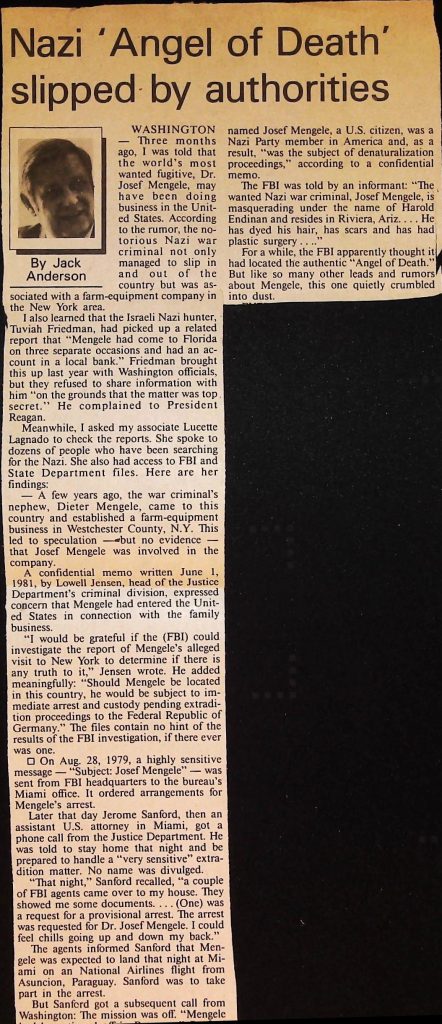 Nazi ‘Angel of Death’
slipped by authorities
By Jack
Anderson
WASHINGTON
— Three months
ago, I was told that
the world's most
wanted fugitive, Dr.
Josef Mengele, may
have been doing
business in the Unit-
ed States. According
to the rumor, the no-
torious Nazi war
criminal not only
managed to slip in
and out of the
country but was as-
sociated with a farm-equipment company in
the New York area.
I also learned that the Israeli Nazi hunter,
Tuviah Friedman, had picked up a related
report that “Mengele had come to Florida
on three separate occasions and had an ac-
count in a local bank.” Friedman brought
this up last year with Washington officials,
but they refused to share information with
him “on the grounds that the matter was top
secret.” He complained to President
Reagan.
Meanwhile, I asked my associate Lucette
Lagnado to check the reports. She spoke to
dozens of people who have been searching
for the Nazi. She also had access to FBI and
State Department files. Here are her
findings:
— A few years ago, the war criminal's
nephew, Dieter Mengele, came to this
country and established a farm-equipment
business in Westchester County, N.Y. This
led to speculation — but no evidence —
that Josef Mengele was involved in the
company.
A confidential memo written June 1,
1981, by Lowell Jensen, head of the Justice
Department's criminal division, expressed
concern that Mengele had entered the Unit-
ed States in connection with the family
business.
“I would be grateful if the (FBI) could
investigate the report of Mengele's alleged
visit to New York to determine if there is
any truth to it,” Jensen wrote. He added
meaningfully: “Should Mengele be located
in this country, he would be subject to im-
mediate arrest and custody pending extradi-
tion proceedings to the Federal Republic of
Germany.” The files contain no hint of the
results of the FBI investigation, if there ever
was one.
□ On Aug. 28, 1979, a highly sensitive
message — “Subject: Josef Mengele” — was
sent from FBI headquarters to the bureau's
Miami office. It ordered arrangements for
Mengele's arrest.
Later that day Jerome Sanford, then an
assistant U.S. attorney in Miami, got a
phone call from the Justice Department. He
was told to stay home that night and be
prepared to handle a “very sensitive” extra-
dition matter. No name was divulged.
“That night,” Sanford recalled, “a couple
of FBI agents came over to my house. They
showed me some documents. . . . (One) was
a request for a provisional arrest. The arrest
was requested for Dr. Josef Mengele. I could
feel chills going up and down my back.”
The agents informed Sanford that Men-
gele was expected to land that night at Mi-
ami on an National Airlines flight from
Asuncion, Paraguay. Sanford was to take
part in the arrest.
But Sanford got a subsequent call from
Washington: The mission was off. “Mengele
named Josef Mengele, a U.S. citizen, was a
Nazi Party member in America and, as a
result, “was the subject of denaturalization
proceedings,” according to a confidential
memo.
The FBI was told by an informant: “The
wanted Nazi war criminal, Josef Mengele, is
masquerading under the name of Harold
Endinan and resides in Riviera, Ariz. . . . He
has dyed his hair, has scars and has had
plastic surgery . . . .”
For a while, the FBI apparently thought it
had located the authentic “Angel of Death.”
But like so many other leads and rumors
about Mengele, this one quietly crumbled
into dust.